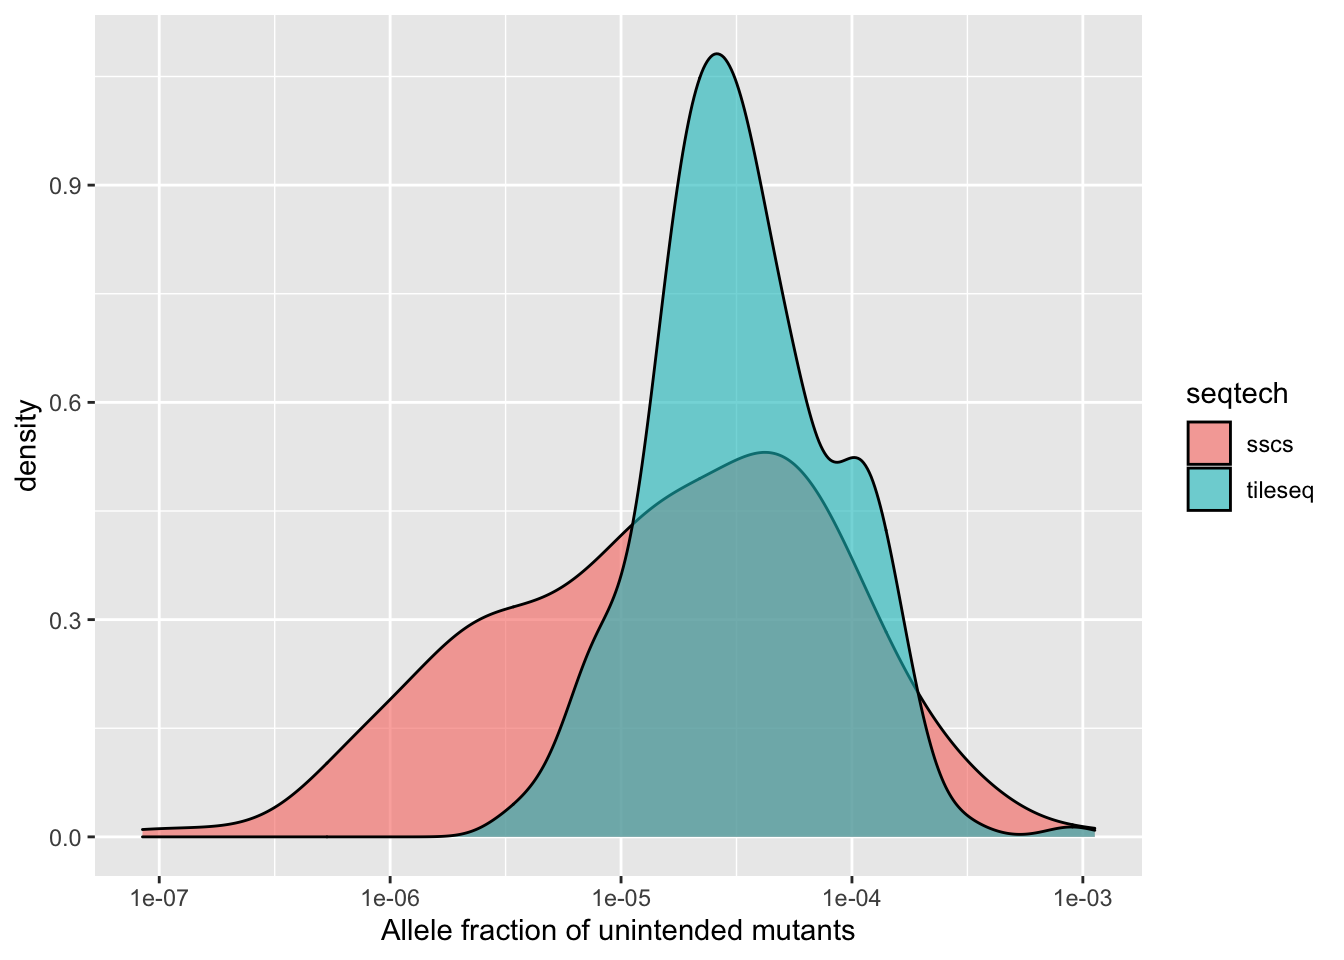 density
0.9
0.6
0.3
0.0
1e-07 1e-06 1e-05 1e-04 1e-03
Allele fraction of unintended mutants
seqtech
sscs
tileseq